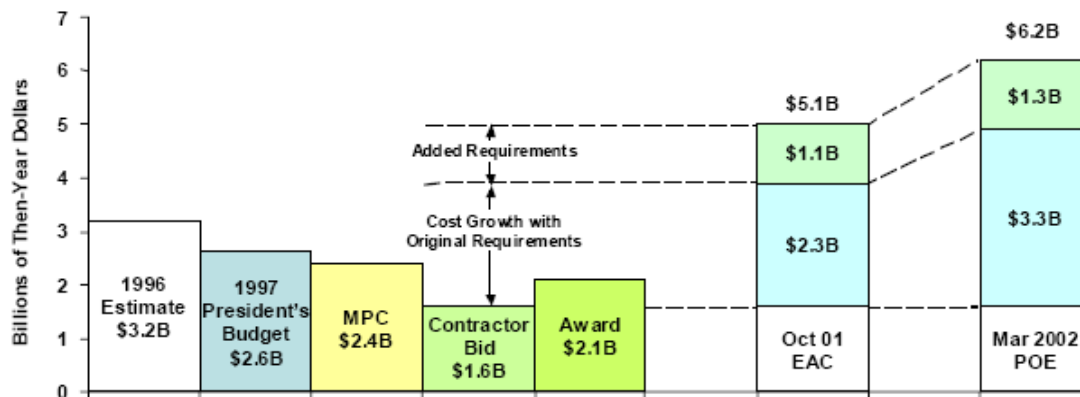 Billions of Then-Year Dollars
7
6
5
4
3
2
1
0
1996
Estimate
$3.2B
1997
President's
Budget
$2.6B
MPC
$2.4B
Contractor
Bid
$1.6B
Award
$2.1B
Added Requirements
Cost Growth with
Original Requirements
$5.1B
$1.1B
$2.3B
Oct 01
EAC
$6.2B
$1.3B
$3.3B
Mar 2002
POE